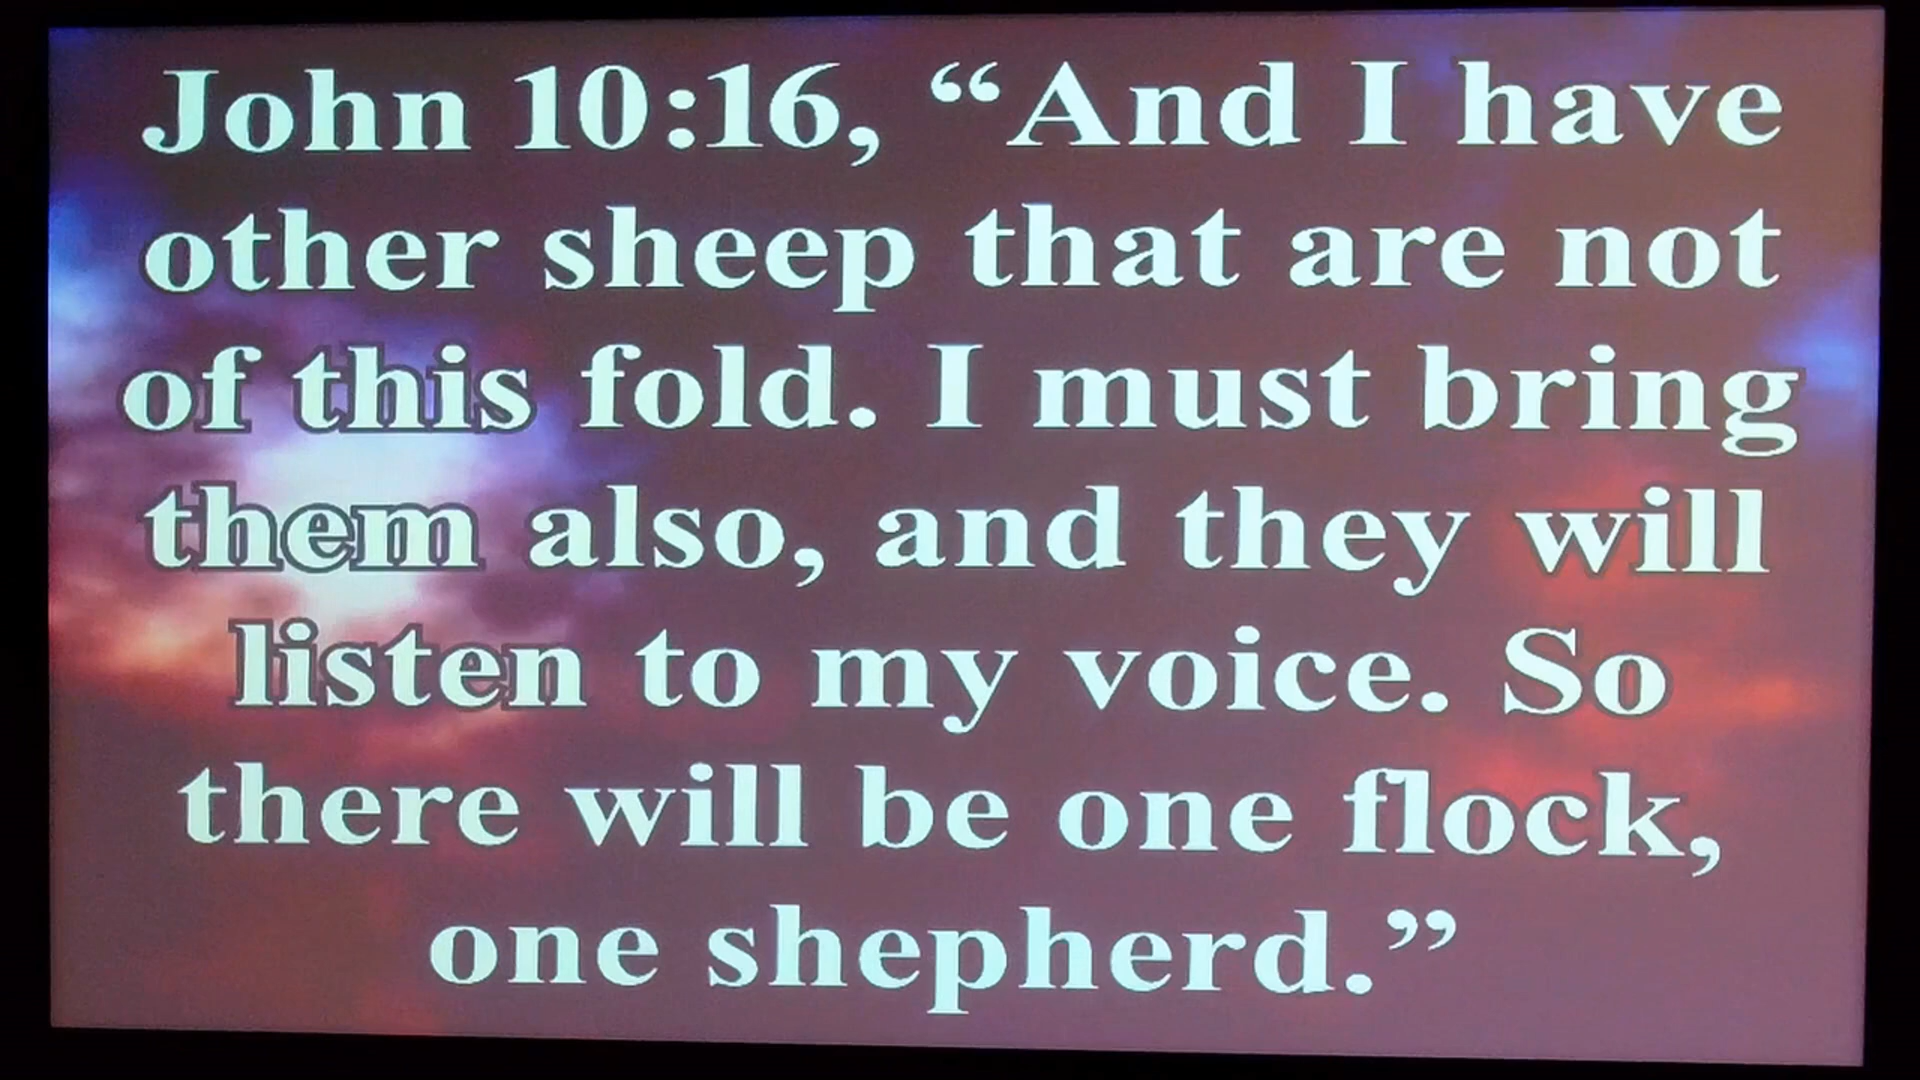 John 10:16, “And I have
other sheep that are not
of this fold. I must bring
them also, and they will
listen to my voice. So
there will be one flock,
one shepherd.”